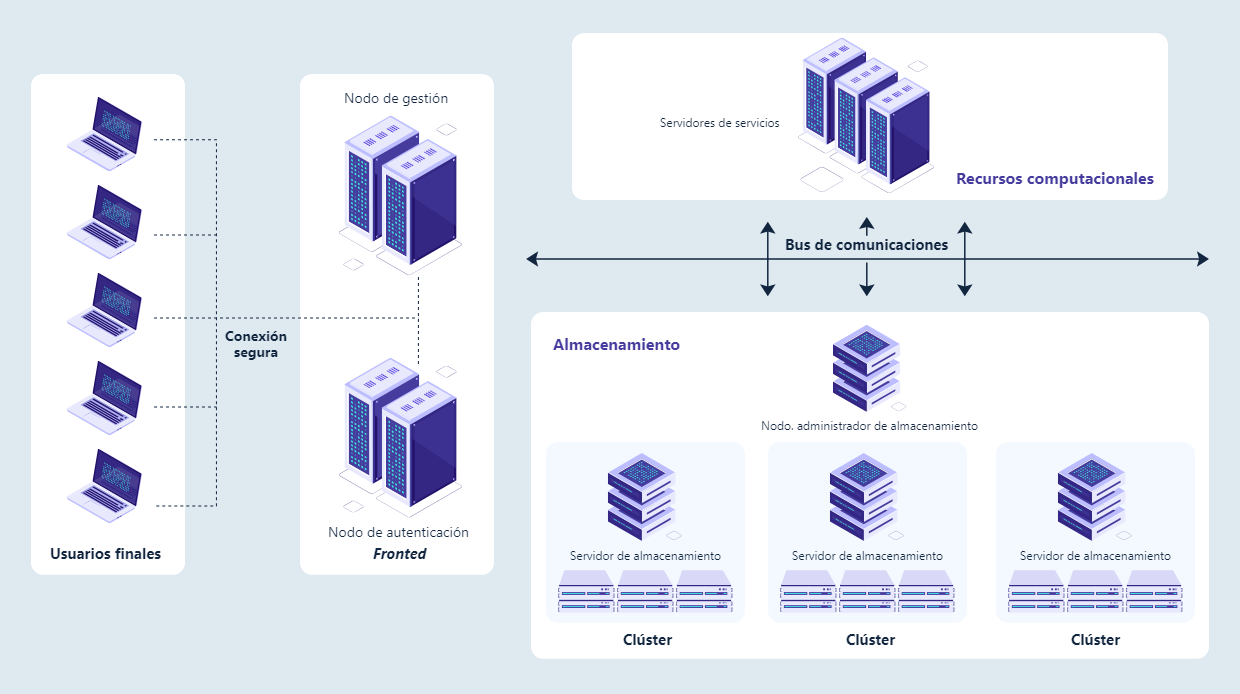 Usuarios finales
Conexión
segura
Nodo de gestión
Nodo de autenticación
Fronted
Servidores de servicios
Recursos computacionales
Bus de comunicaciones
Almacenamiento
Nodo. administrador de almacenamiento
Servidor de almacenamiento
Clúster
Servidor de almacenamiento
Clúster
Servidor de almacenamiento
Clúster